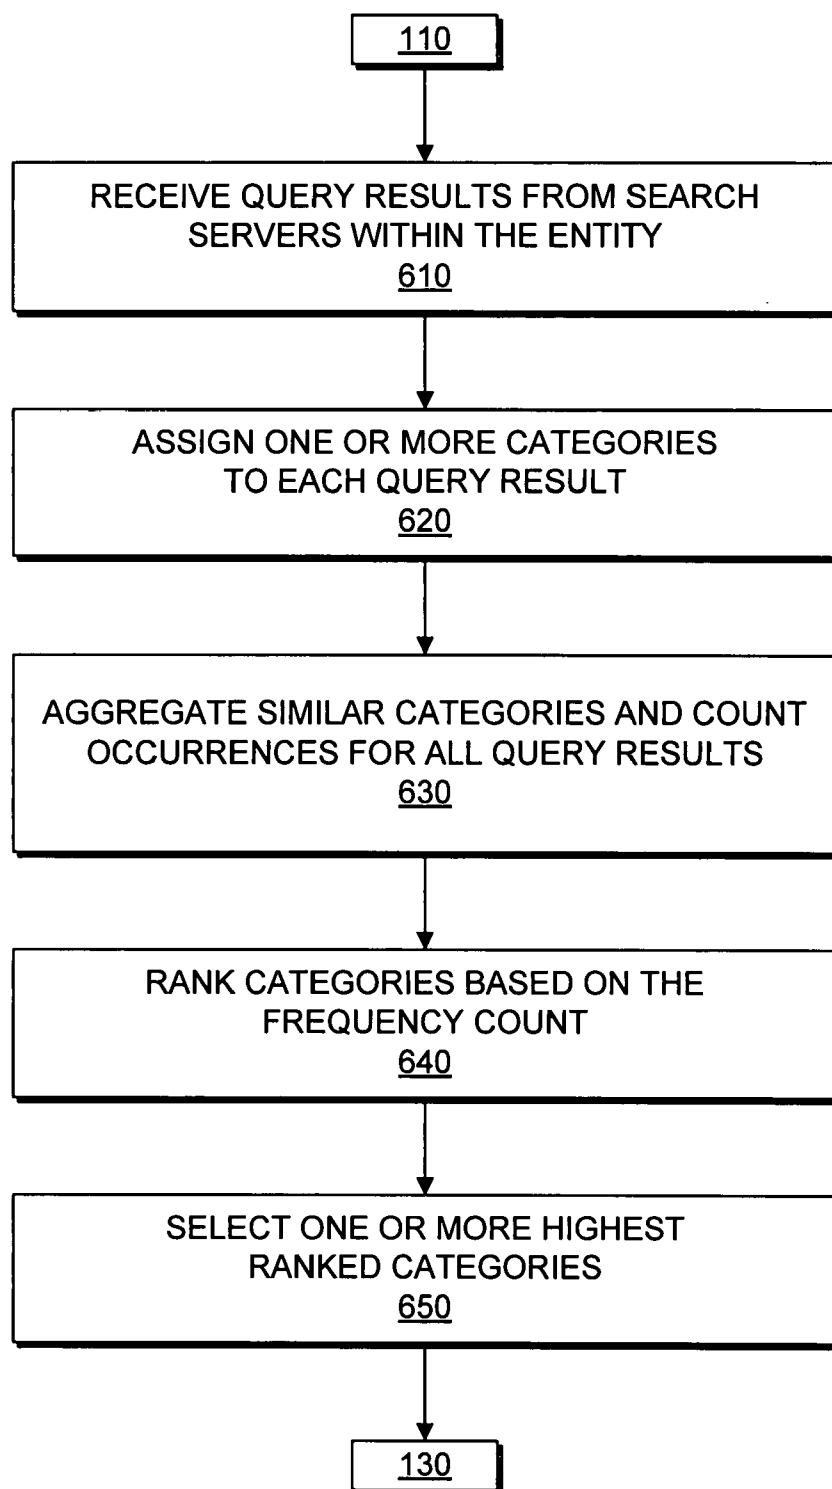 110
RECEIVE QUERY RESULTS FROM SEARCH
SERVERS WITHIN THE ENTITY
610
ASSIGN ONE OR MORE CATEGORIES
TO EACH QUERY RESULT
620
AGGREGATE SIMILAR CATEGORIES AND COUNT
OCCURRENCES FOR ALL QUERY RESULTS
630
RANK CATEGORIES BASED ON THE
FREQUENCY COUNT
640
SELECT ONE OR MORE HIGHEST
RANKED CATEGORIES
650
130